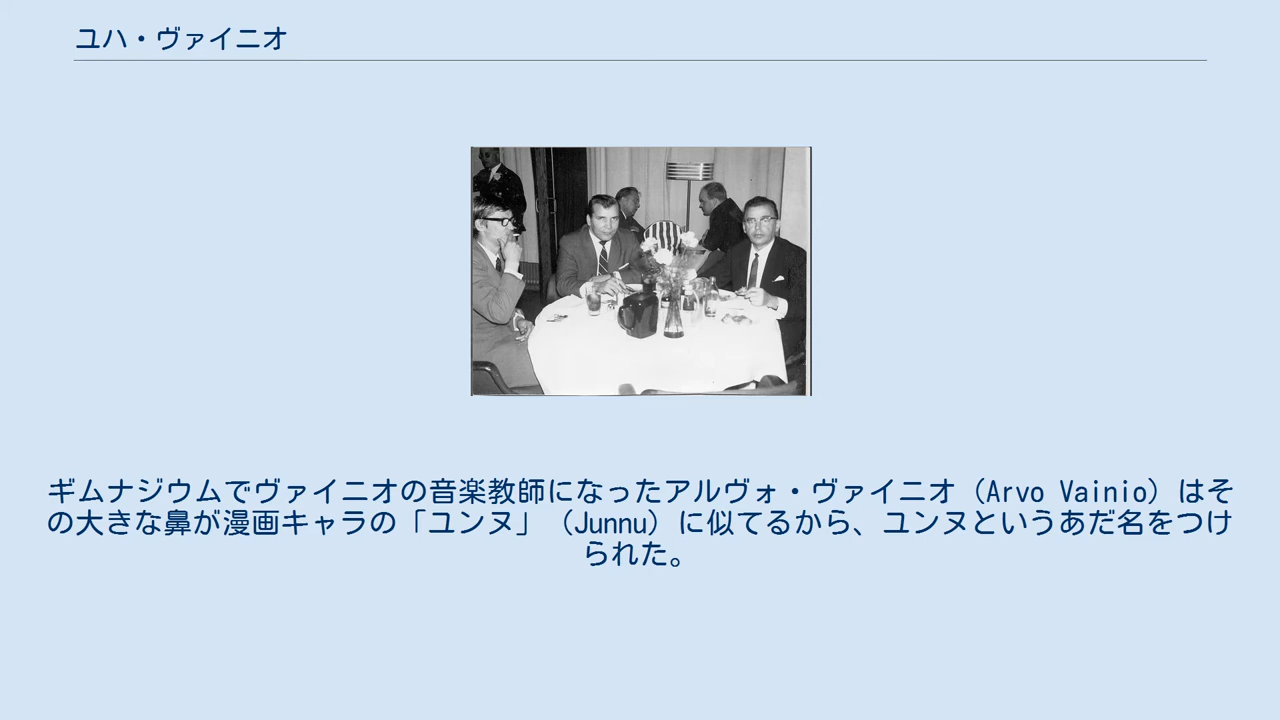 ユハ・ヴァイニオ
ギムナジウムでヴァイニオの音楽教師になったアルヴォ・ヴァイニオ（Arvo Vainio）はそ
の大きな鼻が漫画キャラの「ユンヌ」（Junnu）に似てるから、ユンヌというあだ名をつけ
られた。